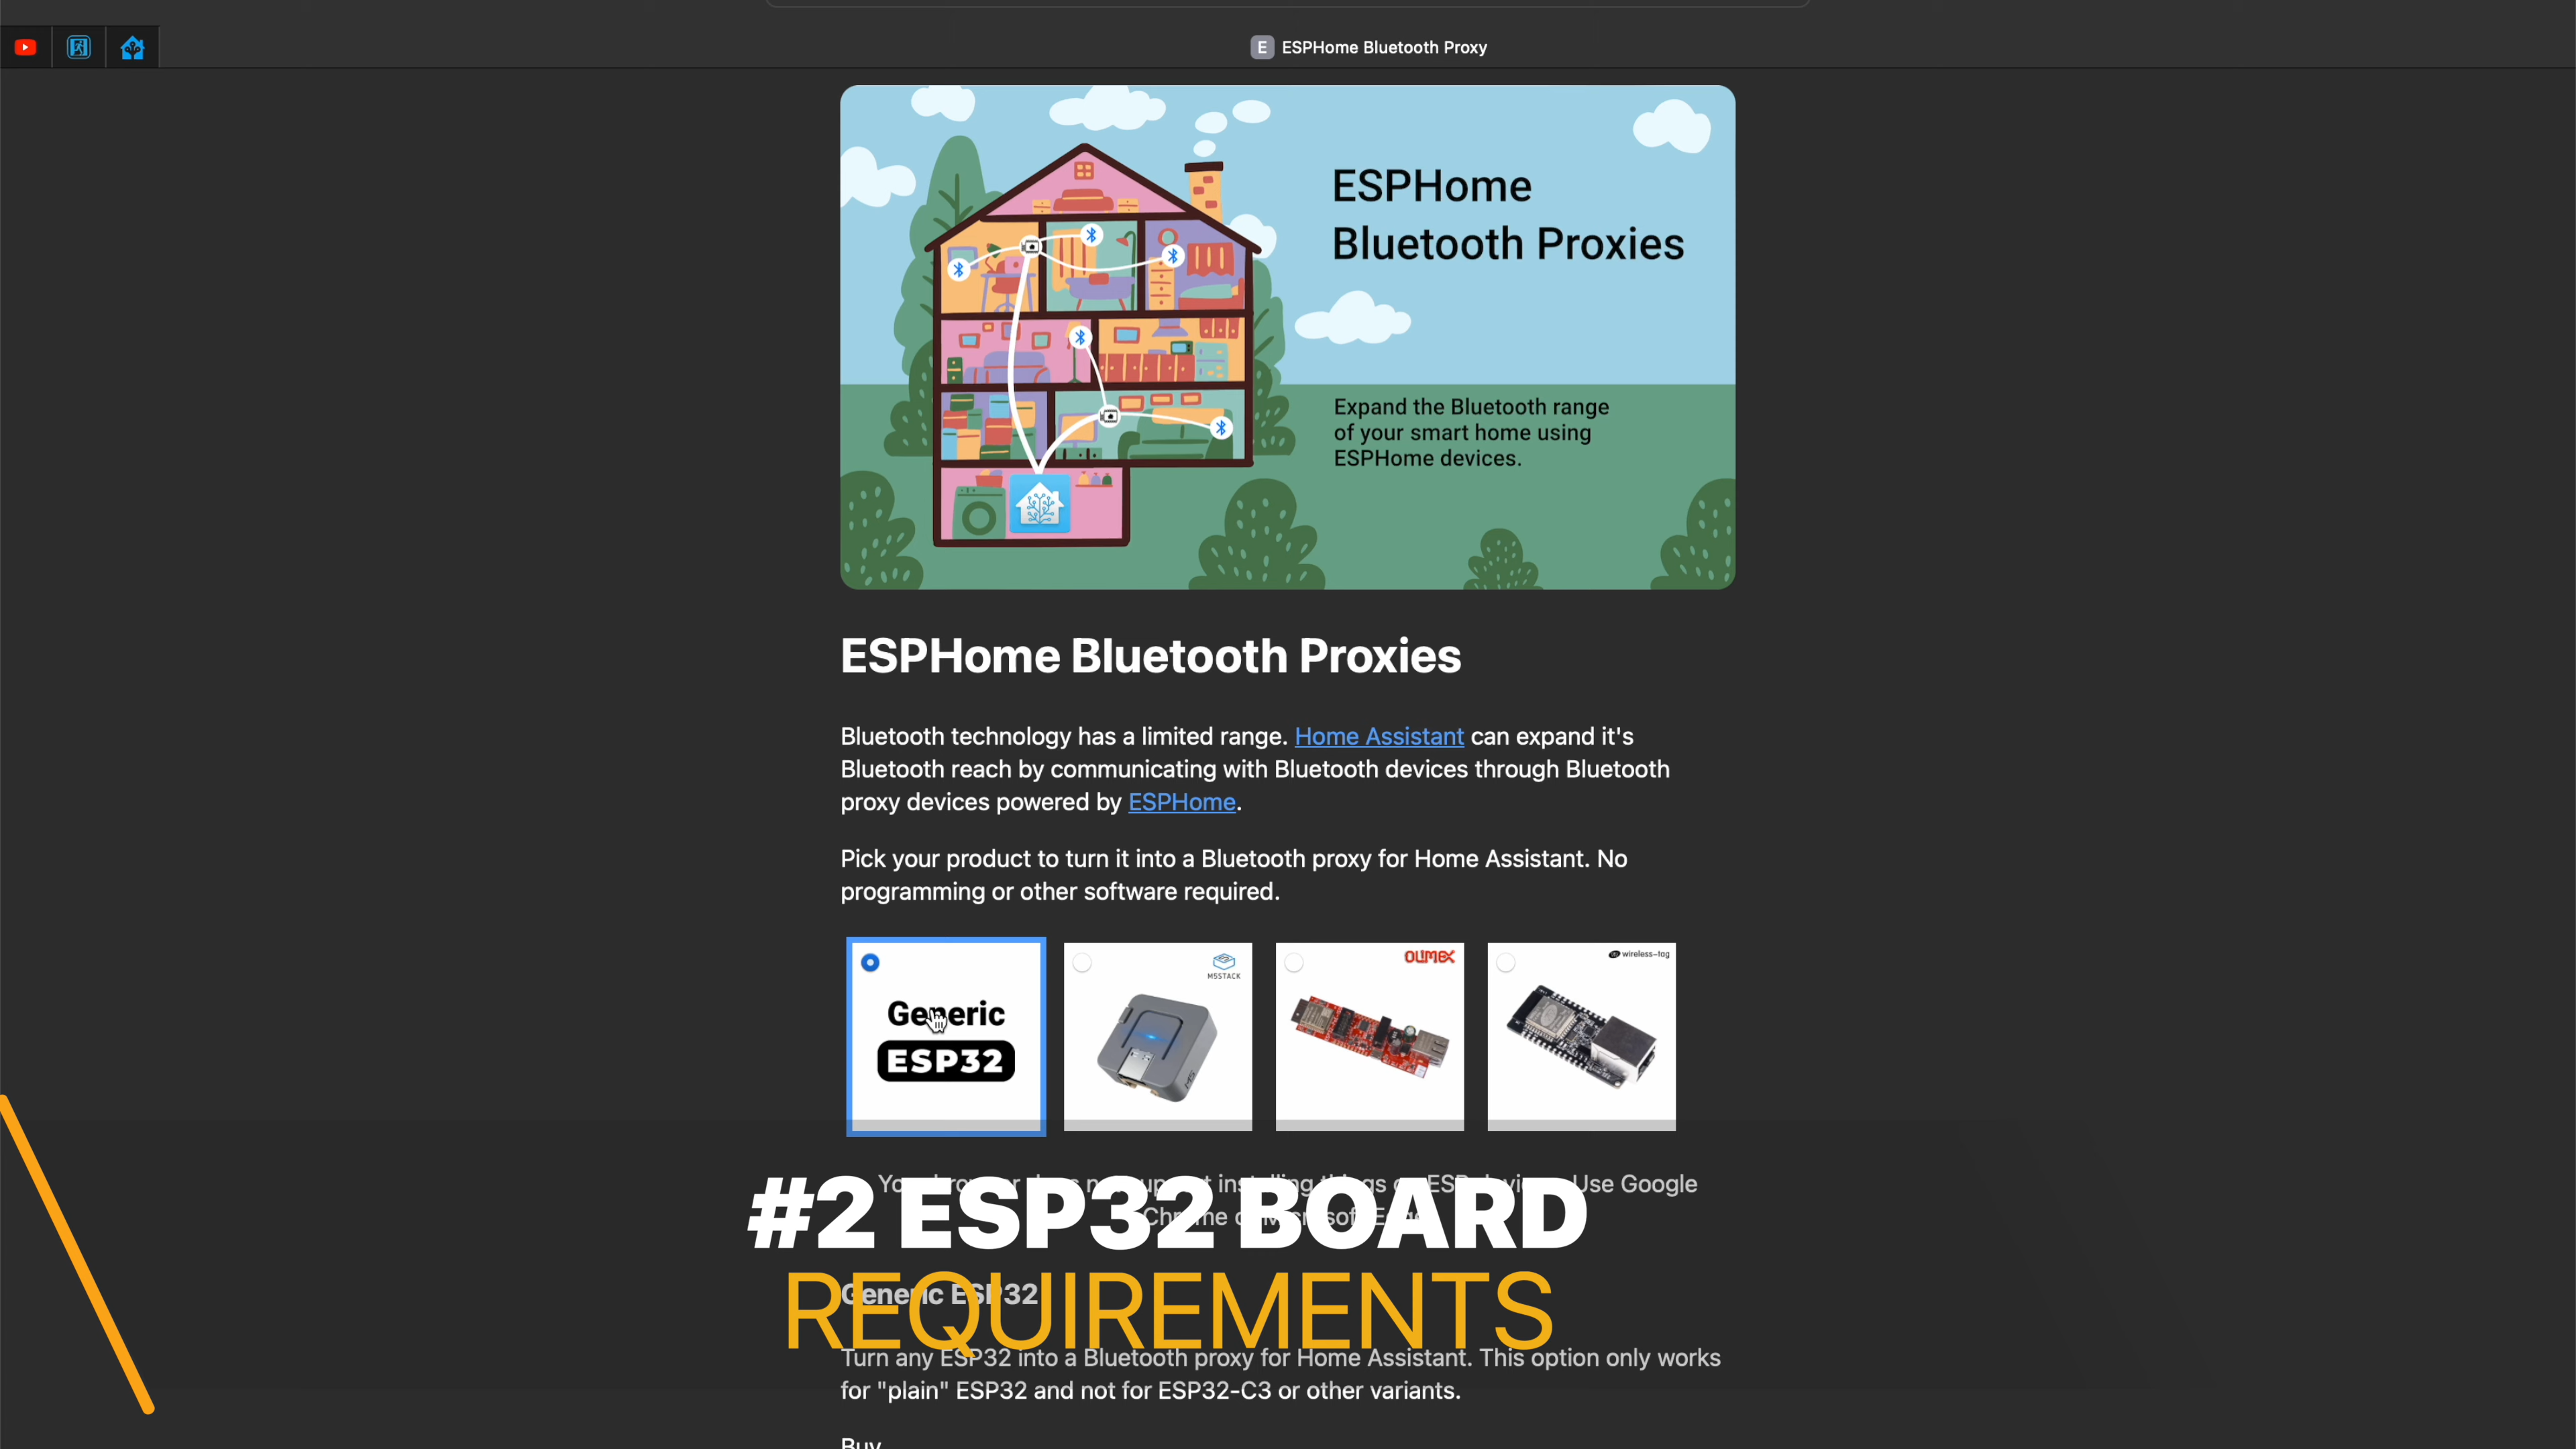 E ESPHome Bluetooth Proxy
ESPHome
Bluetooth Proxies
Expand the Bluetooth range
of your smart home using
ESPHome devices.
ESPHome Bluetooth Proxies
Bluetooth technology has a limited range. Home Assistant can expand it's
Bluetooth reach by communicating with Bluetooth devices through Bluetooth
proxy devices powered by ESPHome.
Pick your product to turn it into a Bluetooth proxy for Home Assistant. No
programming or other software required.
Generic
ESP32
M5STACK
M5
OLIMEX
wireless-tag
Use Google
#2 ESP32 BOARD
REQUIREMENTS
Generic ESP32
Turn any ESP32 into a Bluetooth proxy for Home Assistant. This option only works
for "plain" ESP32 and not for ESP32-C3 or other variants.
Buy